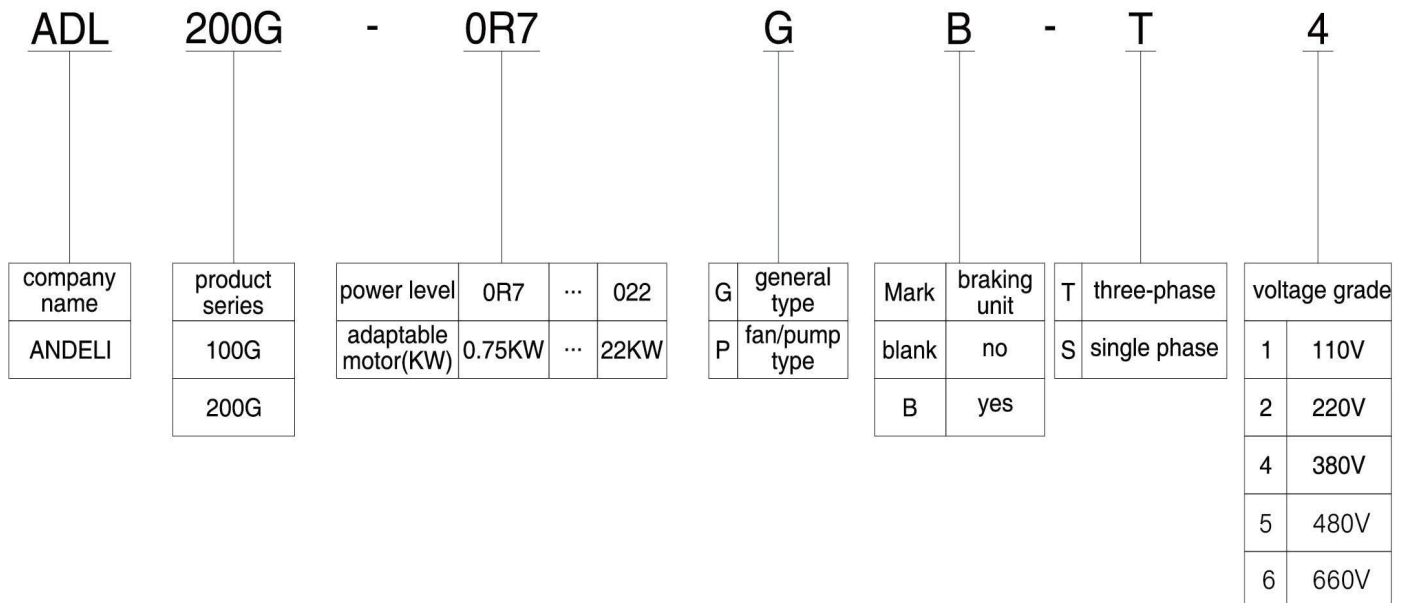 ADL 200G - 0R7 G B - T 4
company name
ANDELI
product series
100G
200G
power level 0R7 ··· 022
adaptable motor(KW) 0.75KW ··· 22KW
G general type
P fan/pump type
Mark braking unit
blank no
B yes
T three-phase
S single phase
voltage grade
1 110V
2 220V
4 380V
5 480V
6 660V